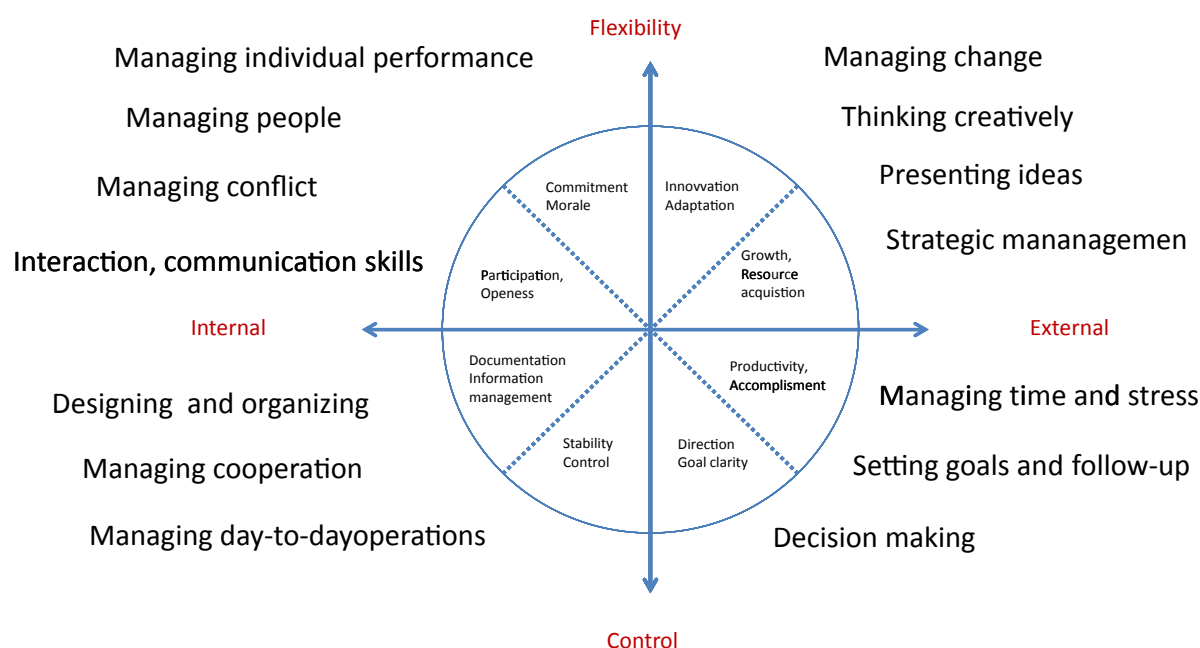 Flexibility
Managing individual performance
Managing change
Managing people
Thinking creatively
Managing conflict
Presenting ideas
Commitment
Morale
Innovvation
Adaptation
Strategic mananagemen
Interaction, communication skills
Participation,
Openess
Growth,
Resource
acquistion
Internal
External
Documentation
Information
management
Productivity,
Accomplisment
Designing and organizing
Managing time and stress
Stability
Control
Direction
Goal clarity
Managing cooperation
Setting goals and follow-up
Managing day-to-dayoperations
Decision making
Control